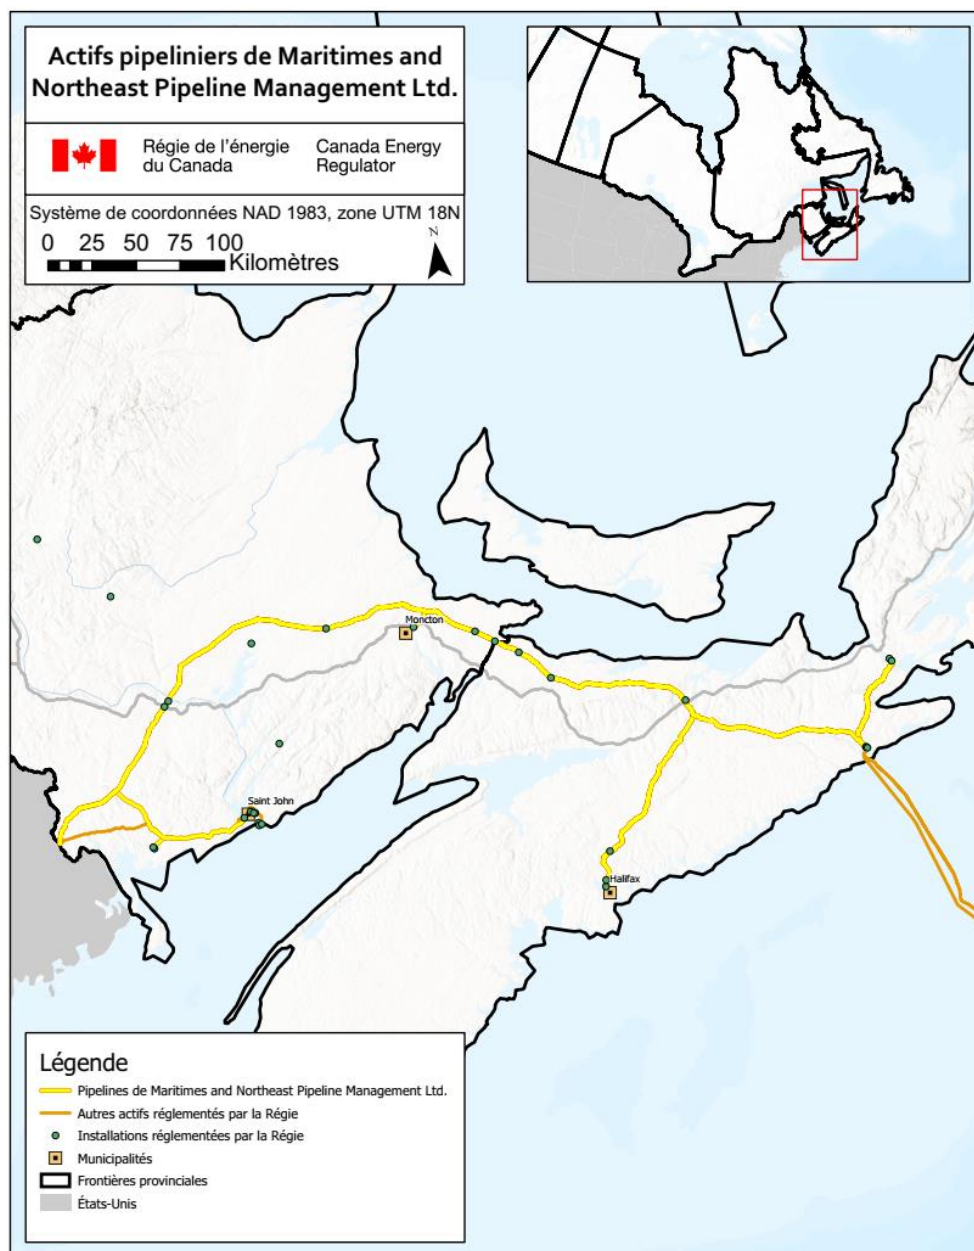 Actifs pipeliniers de Maritimes and
Northeast Pipeline Management Ltd.
Régie de l'énergie
du Canada
Canada Energy
Regulator
Système de coordonnées NAD 1983, zone UTM 18N
N
0 25 50 75 100
Kilomètres
Moncton
Saint John
Halifax
Légende
Pipelines de Maritimes and Northeast Pipeline Management Ltd.
Autres actifs réglementés par la Régie
Installations réglementées par la Régie
Municipalités
Frontières provinciales
États-Unis